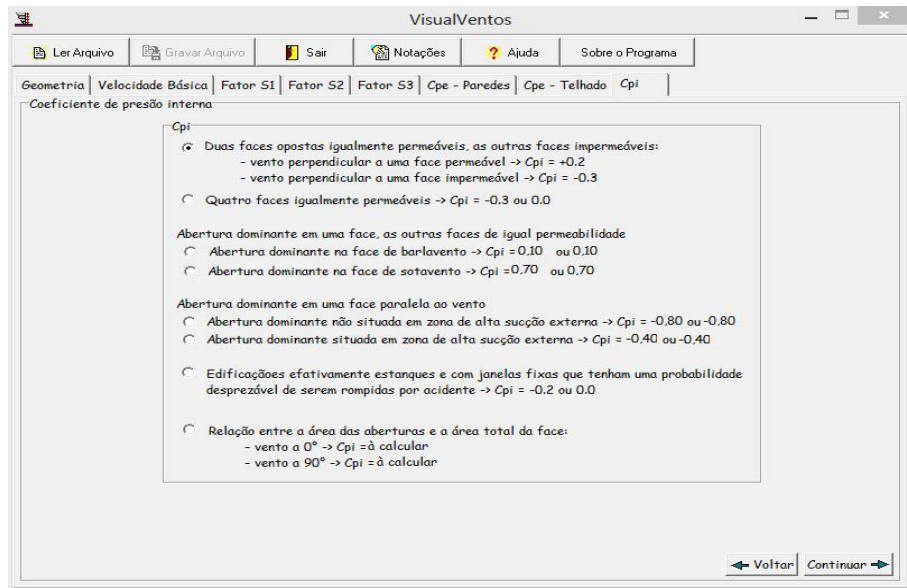 VisualVentos
Ler Arquivo Gravar Arquivo Sair Notações Ajuda Sobre o Programa
Geometria Velocidade Básica Fator S1 Fator S2 Fator S3 Cpe - Paredes Cpe - Telhado Cpi
Coeficiente de presão interna
Cpi
Duas faces opostas igualmente permeáveis, as outras faces impermeáveis:
- vento perpendicular a uma face permeável -> Cpi = +0.2
- vento perpendicular a uma face impermeável -> Cpi = -0.3
Quatro faces igualmente permeáveis -> Cpi = -0.3 ou 0.0
Abertura dominante em uma face, as outras faces de igual permeabilidade
Abertura dominante na face de barlavento -> Cpi = 0,10 ou 0,10
Abertura dominante na face de sotavento -> Cpi = 0,70 ou 0,70
Abertura dominante em uma face paralela ao vento
Abertura dominante não situada em zona de alta sucção externa -> Cpi = -0,80 ou -0,80
Abertura dominante situada em zona de alta sucção externa -> Cpi = -0,40 ou -0,40
Edificaçãoes efativamente estanques e com janelas fixas que tenham uma probabilidade
desprezável de serem rompidas por acidente -> Cpi = -0.2 ou 0.0
Relação entre a área das aberturas e a área total da face:
- vento a 0° -> Cpi = à calcular
- vento a 90° -> Cpi = à calcular
Voltar Continuar